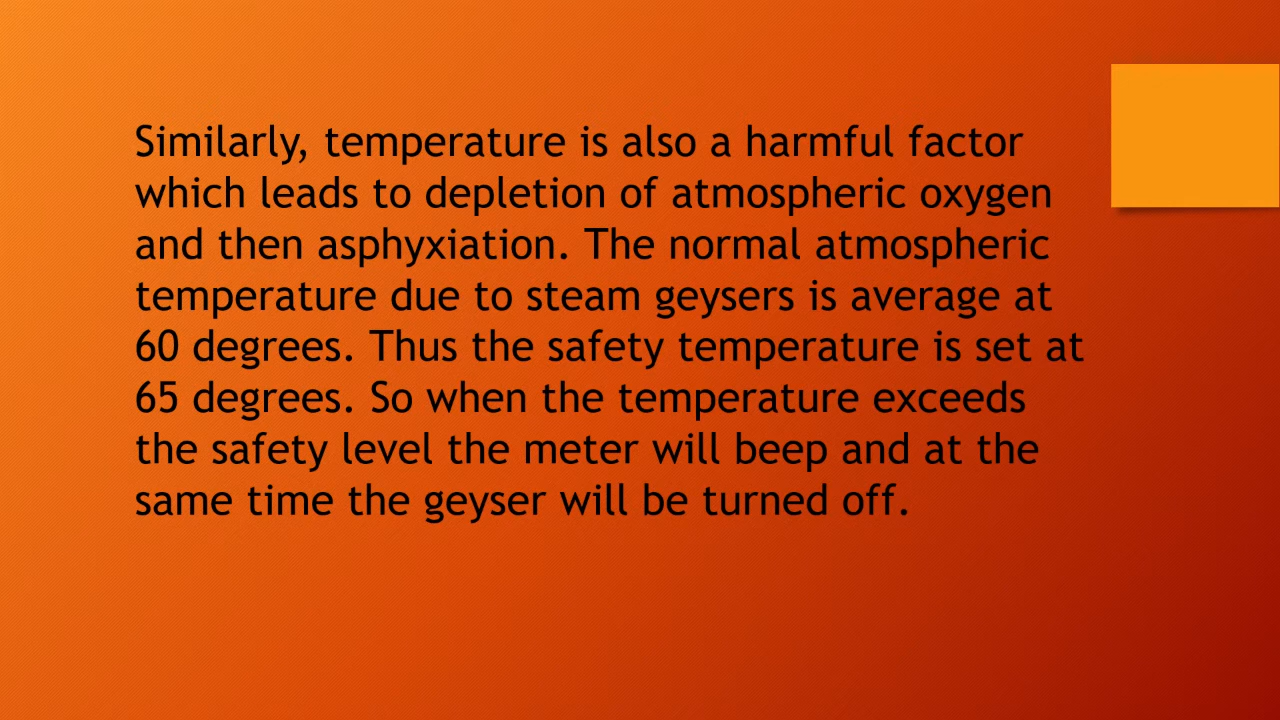 Similarly, temperature is also a harmful factor
which leads to depletion of atmospheric oxygen
and then asphyxiation. The normal atmospheric
temperature due to steam geysers is average at
60 degrees. Thus the safety temperature is set at
65 degrees. So when the temperature exceeds
the safety level the meter will beep and at the
same time the geyser will be turned off.